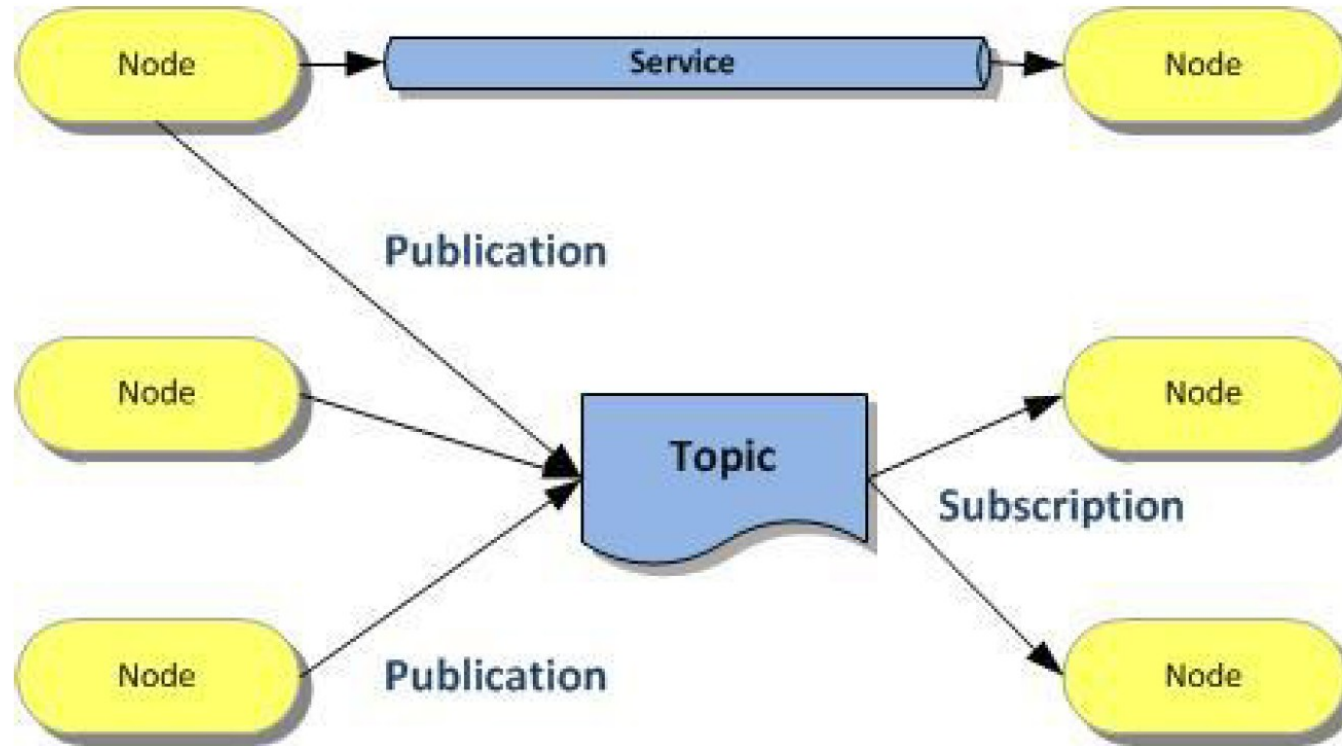 Node
Service
Node
Publication
Node
Topic
Node
Subscription
Node
Publication
Node